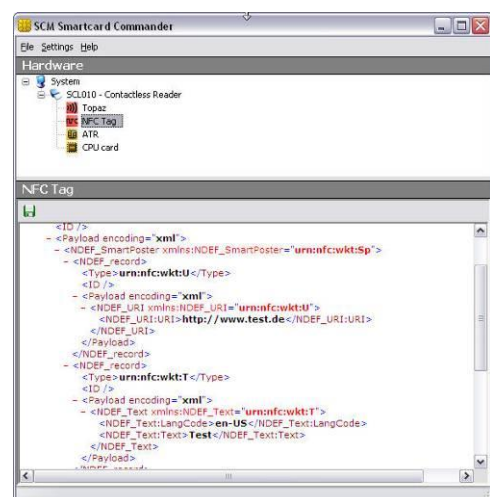 SCM Smartcard Commander
File Settings Help
Hardware
System
SCL010 - Contactless Reader
Topaz
NFC Tag
ATR
CPU card
NFC Tag
<ID />
- <Payload encoding="xml">
- <NDEF_SmartPoster xmlns:NDEF_SmartPoster="urn:nfc:wkt:Sp">
- <NDEF_record>
<Type>urn:nfc:wkt:U</Type>
<ID />
- <Payload encoding="xml">
- <NDEF_URI xmlns:NDEF_URI="urn:nfc:wkt:U">
<NDEF_URI:URI>http://www.test.de</NDEF_URI:URI>
</NDEF_URI>
</Payload>
</NDEF_record>
- <NDEF_record>
<Type>urn:nfc:wkt:T</Type>
<ID />
- <Payload encoding="xml">
- <NDEF_Text xmlns:NDEF_Text="urn:nfc:wkt:T">
<NDEF_Text:LangCode>en-US</NDEF_Text:LangCode>
<NDEF_Text:Text>Test</NDEF_Text:Text>
</NDEF_Text>
</Payload>
</NDEF_record>